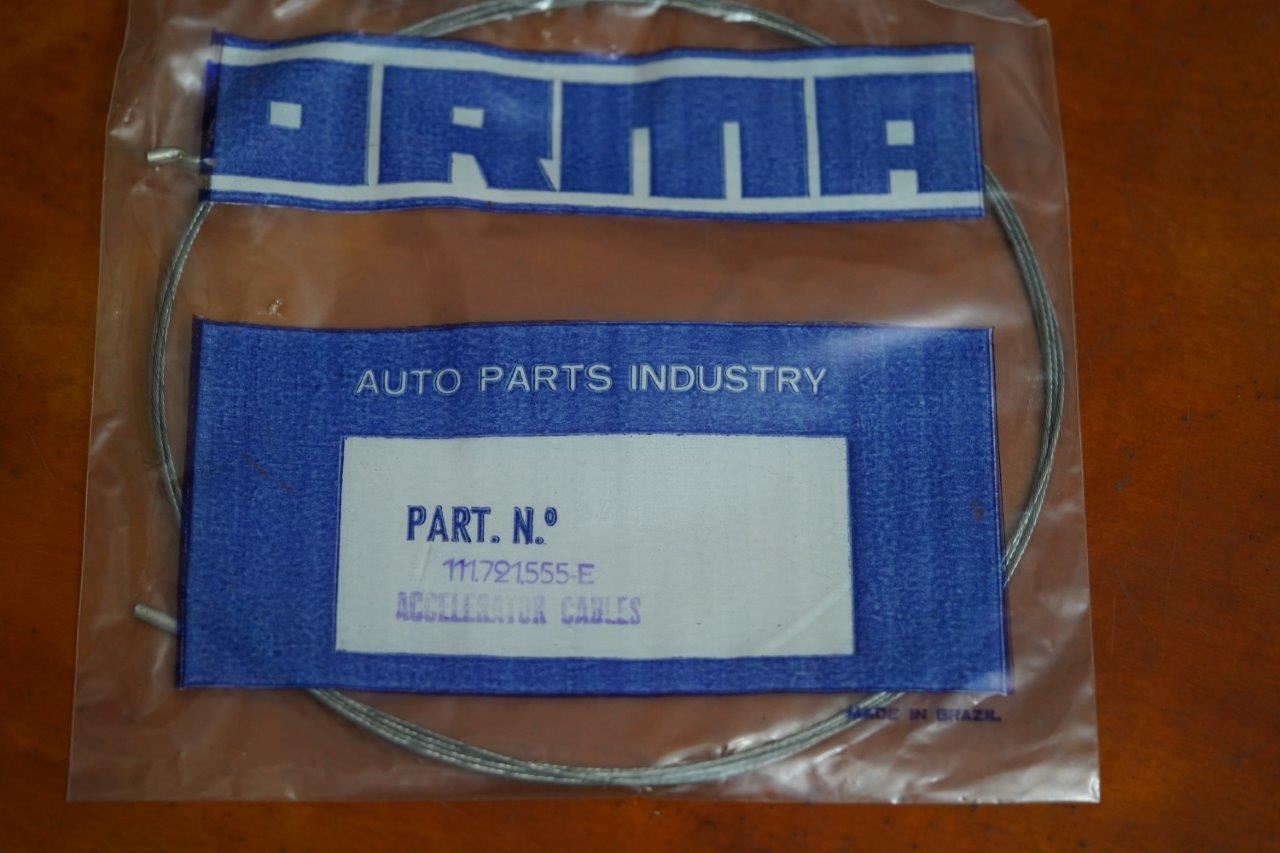 ORMA
AUTO PARTS INDUSTRY
PART. N.º
111.721.555-E
ACCELERATOR CABLES
MADE IN BRAZIL.